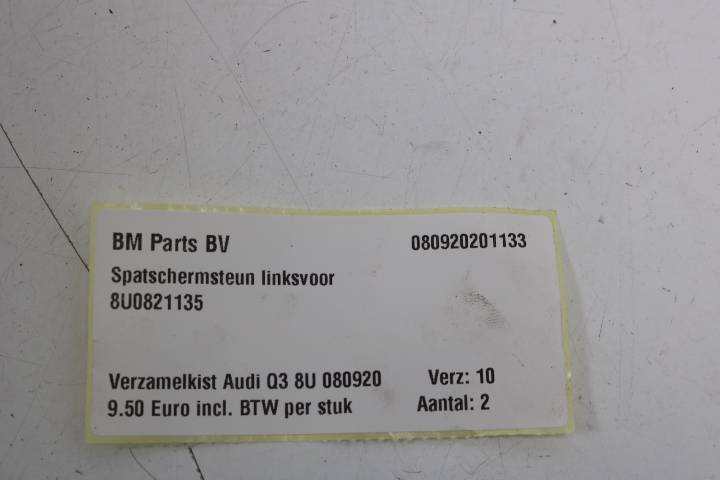 BM Parts BV 080920201133
Spatschermsteun linksvoor
8U0821135
Verzamelkist Audi Q3 8U 080920 Verz: 10
9.50 Euro incl. BTW per stuk Aantal: 2